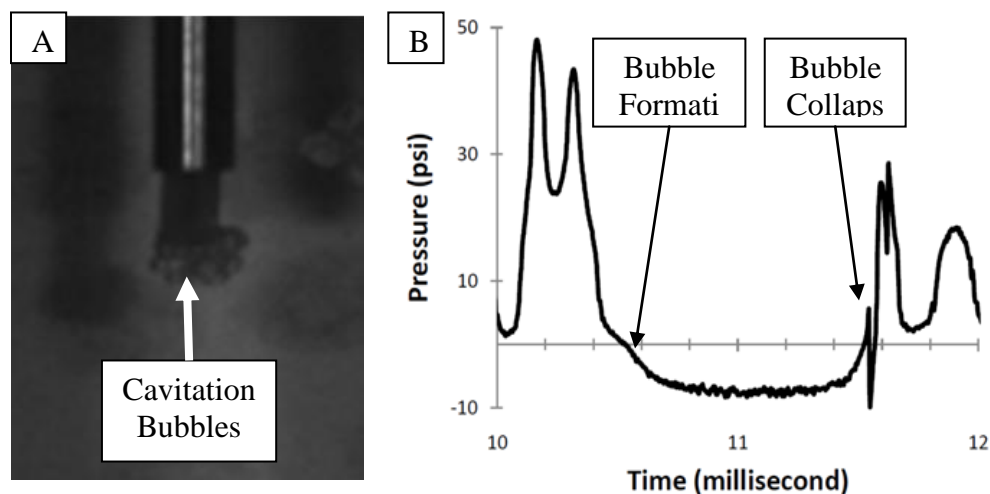 A
Cavitation
Bubbles
B
Bubble
Formati
Bubble
Collaps
Pressure (psi)
50
30
10
-10
10
11
12
Time (millisecond)